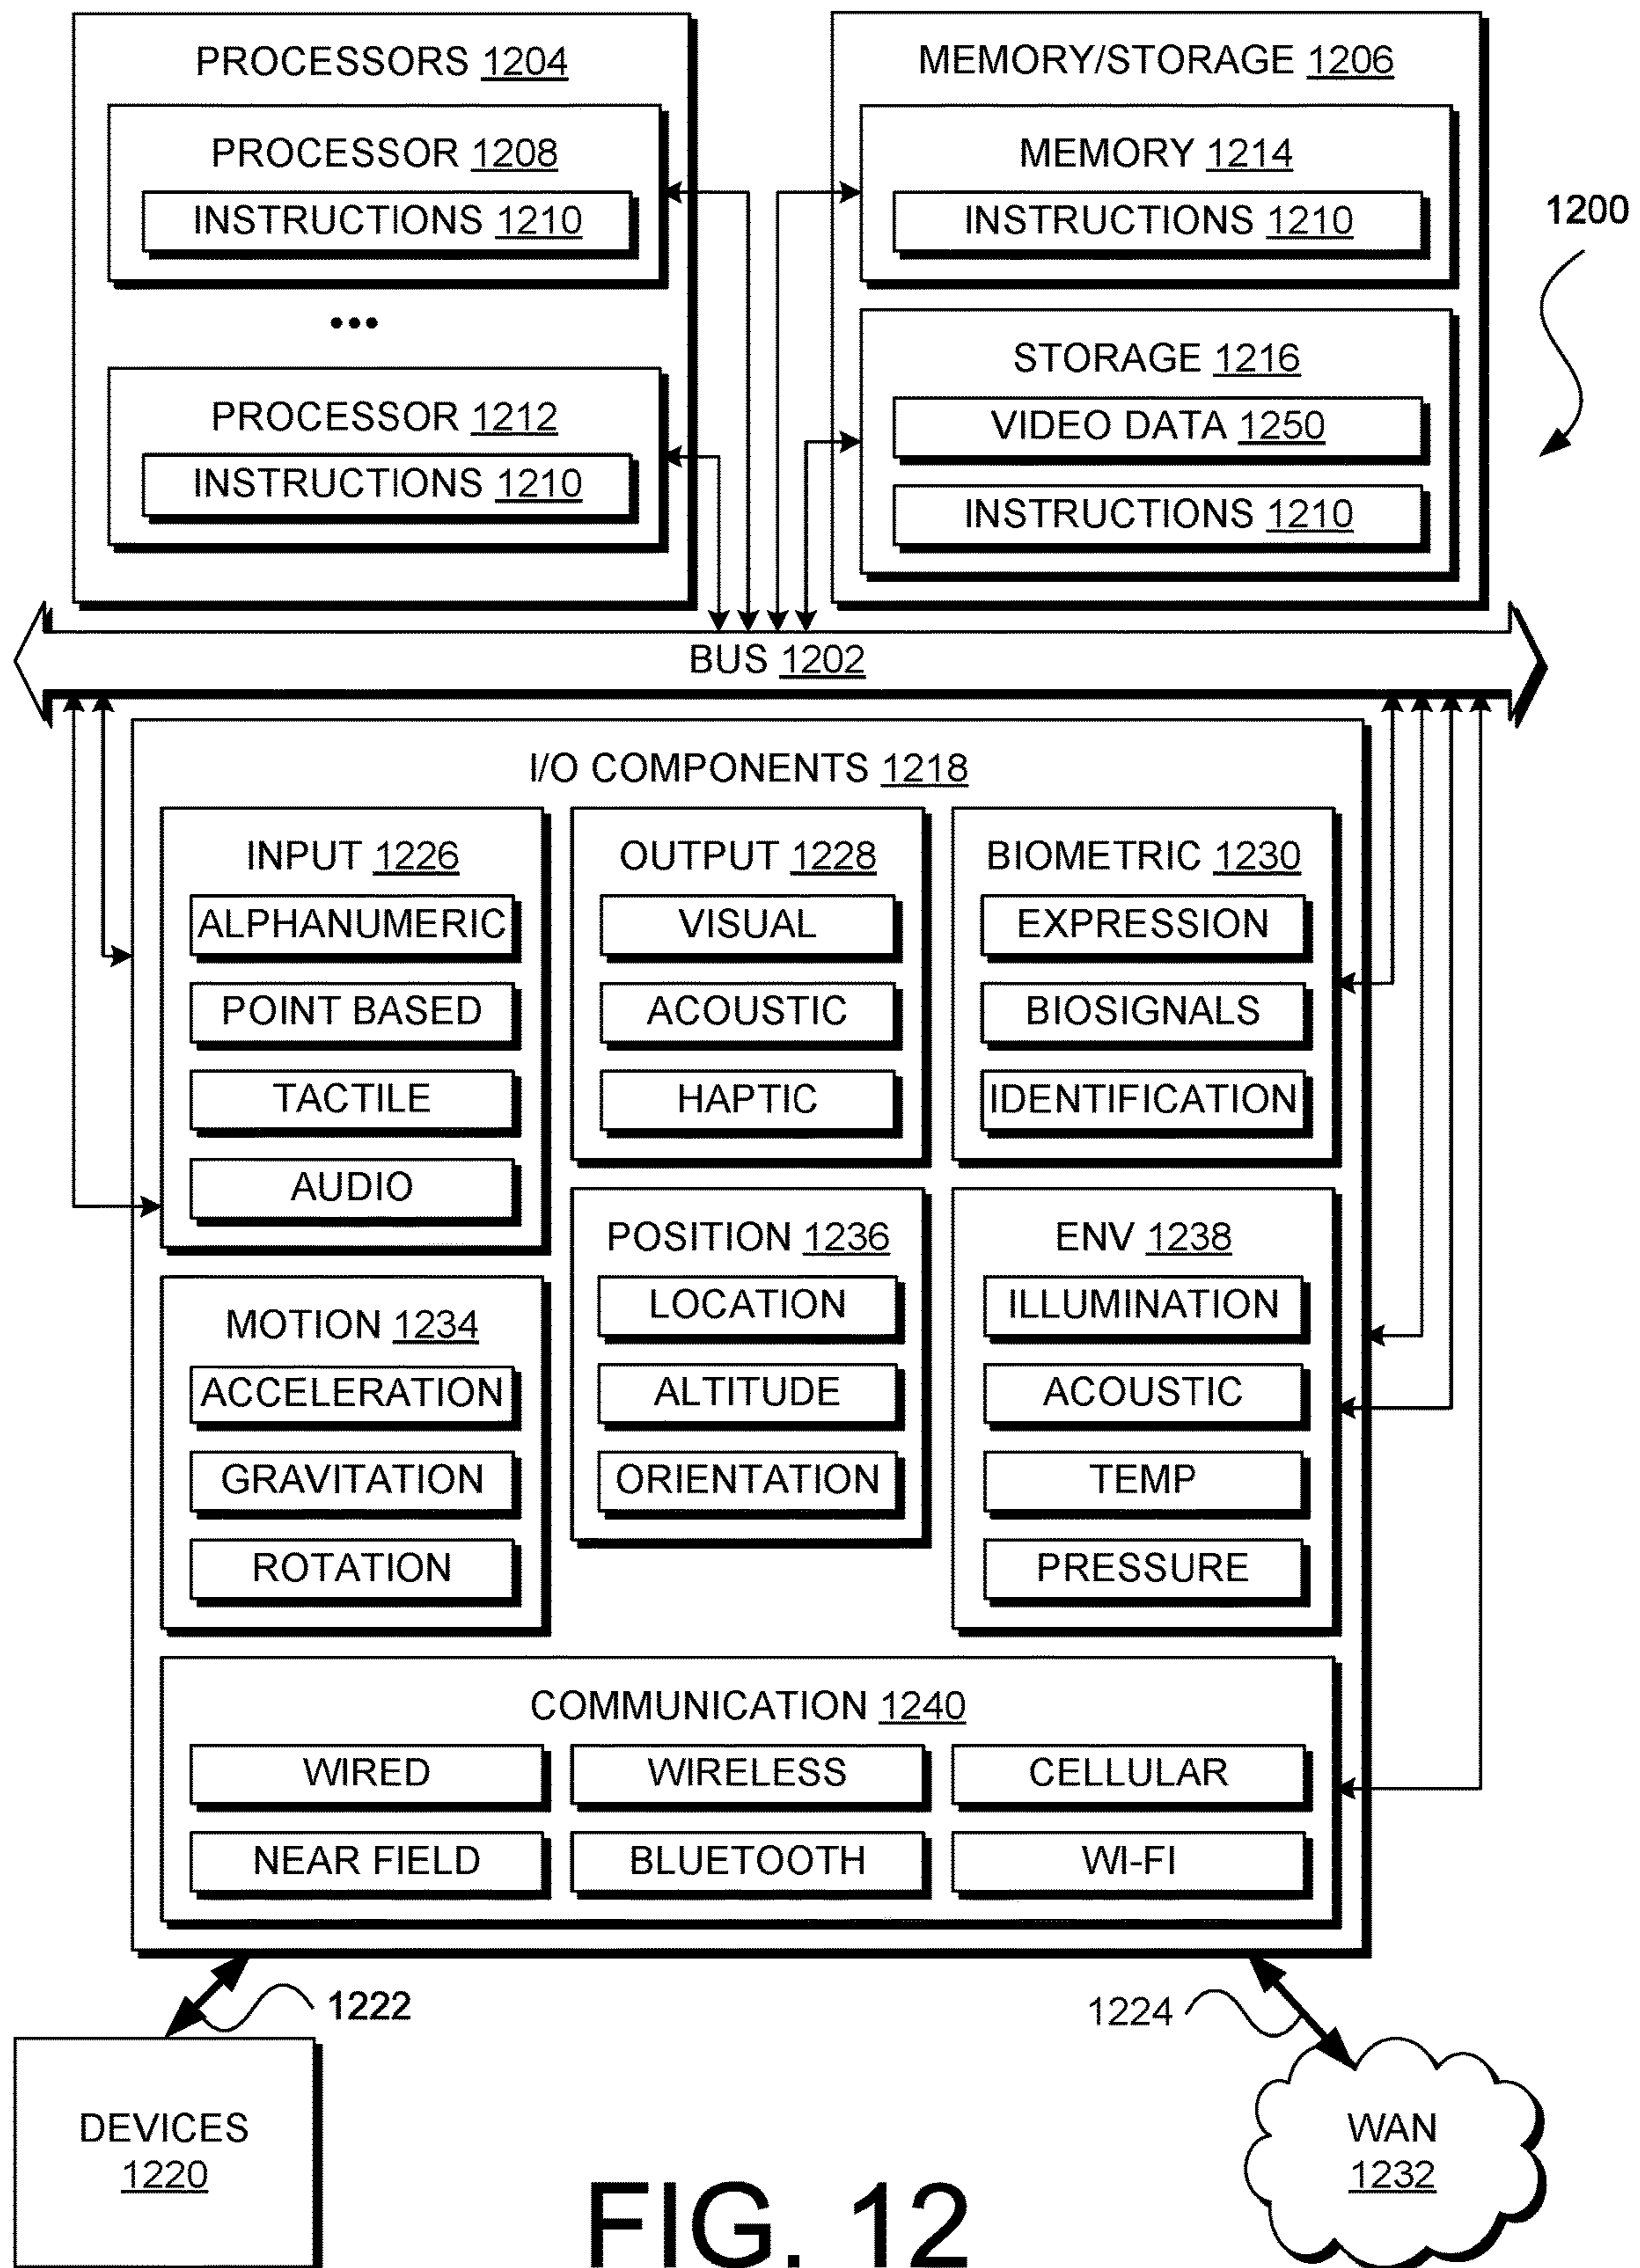 PROCESSORS 1204
PROCESSOR 1208
INSTRUCTIONS 1210
...
PROCESSOR 1212
INSTRUCTIONS 1210
MEMORY/STORAGE 1206
MEMORY 1214
INSTRUCTIONS 1210
STORAGE 1216
VIDEO DATA 1250
INSTRUCTIONS 1210
1200
BUS 1202
I/O COMPONENTS 1218
INPUT 1226
ALPHANUMERIC
POINT BASED
TACTILE
AUDIO
OUTPUT 1228
VISUAL
ACOUSTIC
HAPTIC
BIOMETRIC 1230
EXPRESSION
BIOSIGNALS
IDENTIFICATION
MOTION 1234
ACCELERATION
GRAVITATION
ROTATION
POSITION 1236
LOCATION
ALTITUDE
ORIENTATION
ENV 1238
ILLUMINATION
ACOUSTIC
TEMP
PRESSURE
COMMUNICATION 1240
WIRED
WIRELESS
CELLULAR
NEAR FIELD
BLUETOOTH
WI-FI
1222
1224
DEVICES
1220
WAN
1232
FIG. 12